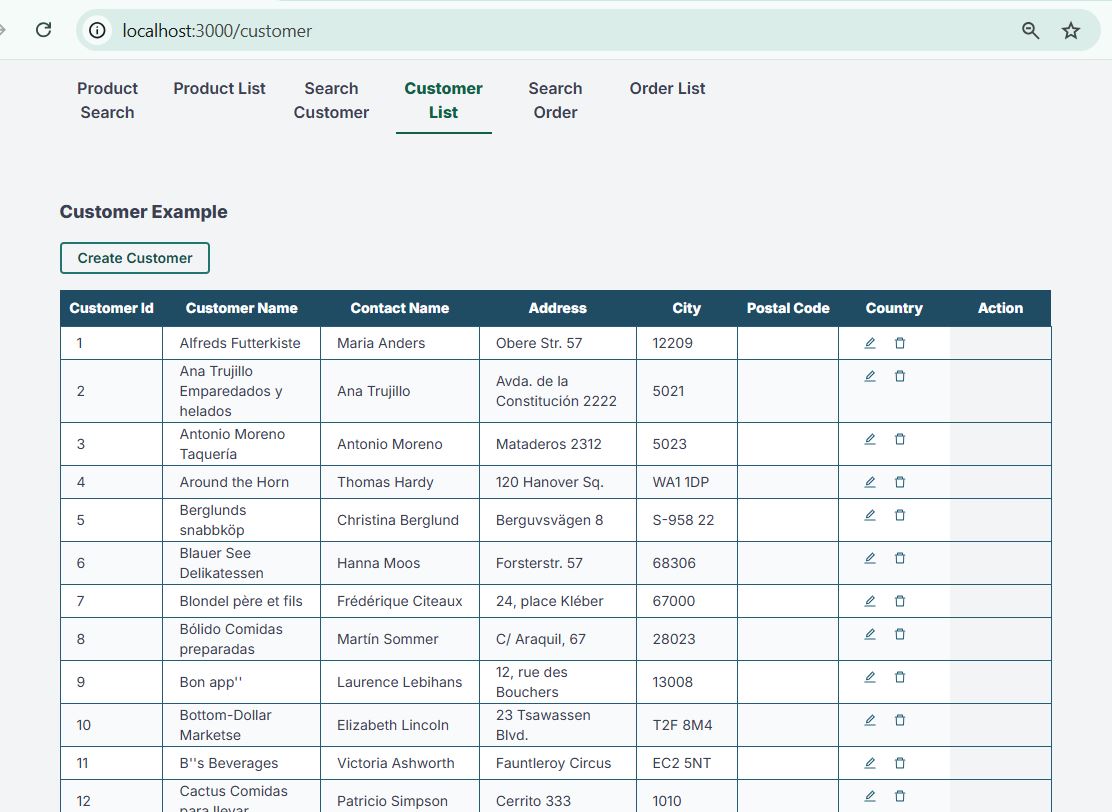 localhost:3000/customer
Product Search
Product List
Search Customer
Customer List
Search Order
Order List
Customer Example
Create Customer
Customer Id Customer Name Contact Name Address City Postal Code Country Action
1 Alfreds Futterkiste Maria Anders Obere Str. 57 12209
2 Ana Trujillo Emparedados y helados Ana Trujillo Avda. de la Constitución 2222 5021
3 Antonio Moreno Taquería Antonio Moreno Mataderos 2312 5023
4 Around the Horn Thomas Hardy 120 Hanover Sq. WA1 1DP
5 Berglunds snabbköp Christina Berglund Berguvsvägen 8 S-958 22
6 Blauer See Delikatessen Hanna Moos Forsterstr. 57 68306
7 Blondel père et fils Frédérique Citeaux 24, place Kléber 67000
8 Bólido Comidas preparadas Martín Sommer C/ Araquil, 67 28023
9 Bon app'' Laurence Lebihans 12, rue des Bouchers 13008
10 Bottom-Dollar Marketse Elizabeth Lincoln 23 Tsawassen Blvd. T2F 8M4
11 B''s Beverages Victoria Ashworth Fauntleroy Circus EC2 5NT
12 Cactus Comidas para llevar Patricio Simpson Cerrito 333 1010